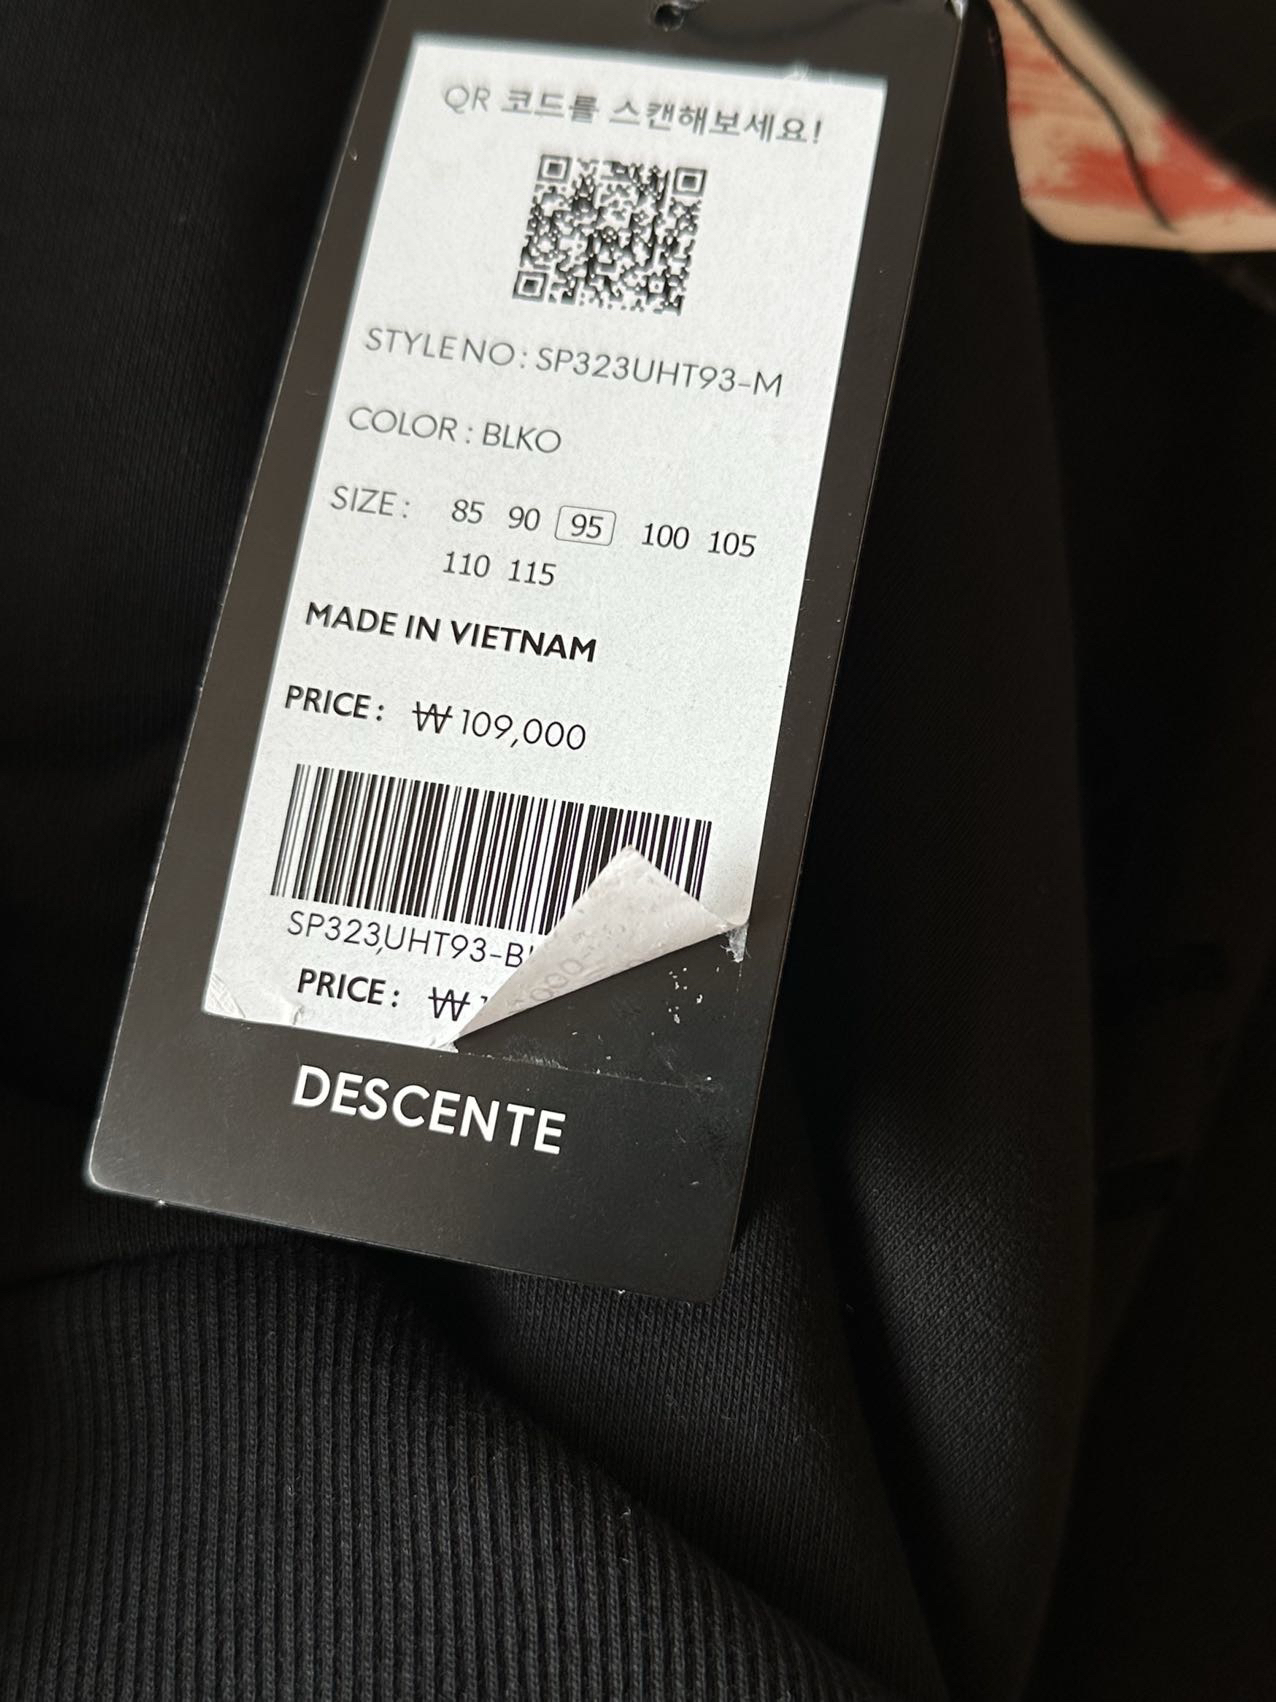 QR 코드를 스캔해보세요!
STYLE NO : SP323UHT93-M
COLOR : BLKO
SIZE : 85 90 95 100 105
110 115
MADE IN VIETNAM
PRICE : ₩ 109,000
SP323UHT93-B
PRICE : ₩
DESCENTE